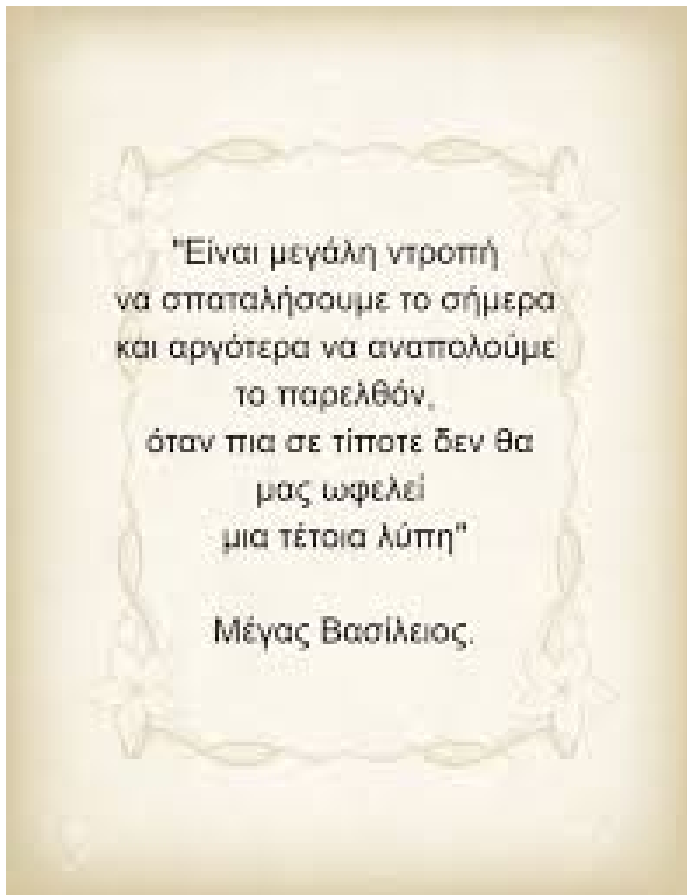 "Είναι μεγάλη ντροπή
να σπαταλήσουμε το σήμερα
και αργότερα να αναπολούμε
το παρελθόν,
όταν πια σε τίποτε δεν θα
μας ωφελεί
μια τέτοια λύπη"
Μέγας Βασίλειος.